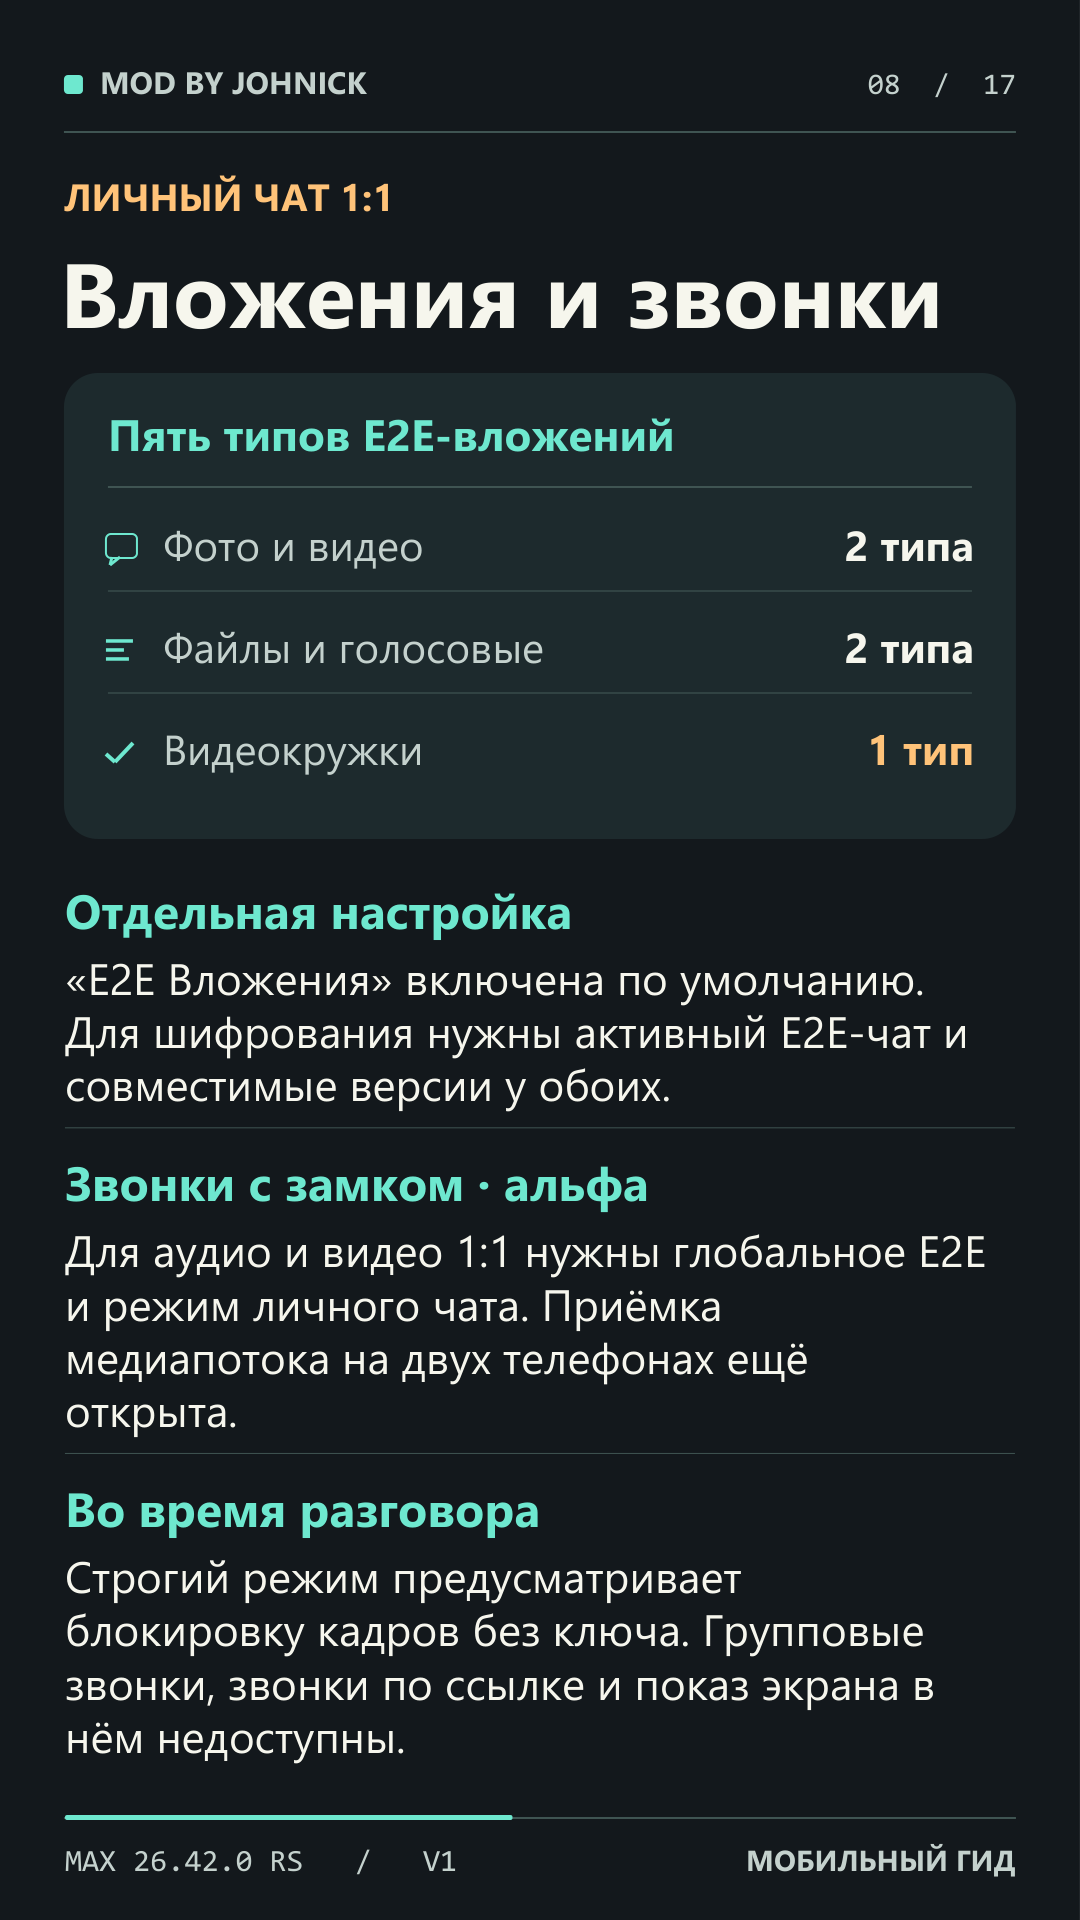 MOD BY JOHNICK
08 / 17
ЛИЧНЫЙ ЧАТ 1:1
Вложения и звонки
Пять типов E2E-вложений
Фото и видео 2 типа
Файлы и голосовые 2 типа
Видеокружки 1 тип
Отдельная настройка
«E2E Вложения» включена по умолчанию.
Для шифрования нужны активный E2E-чат и
совместимые версии у обоих.
Звонки с замком · альфа
Для аудио и видео 1:1 нужны глобальное E2E
и режим личного чата. Приёмка
медиапотока на двух телефонах ещё
открыта.
Во время разговора
Строгий режим предусматривает
блокировку кадров без ключа. Групповые
звонки, звонки по ссылке и показ экрана в
нём недоступны.
MAX 26.42.0 RS / V1
МОБИЛЬНЫЙ ГИД